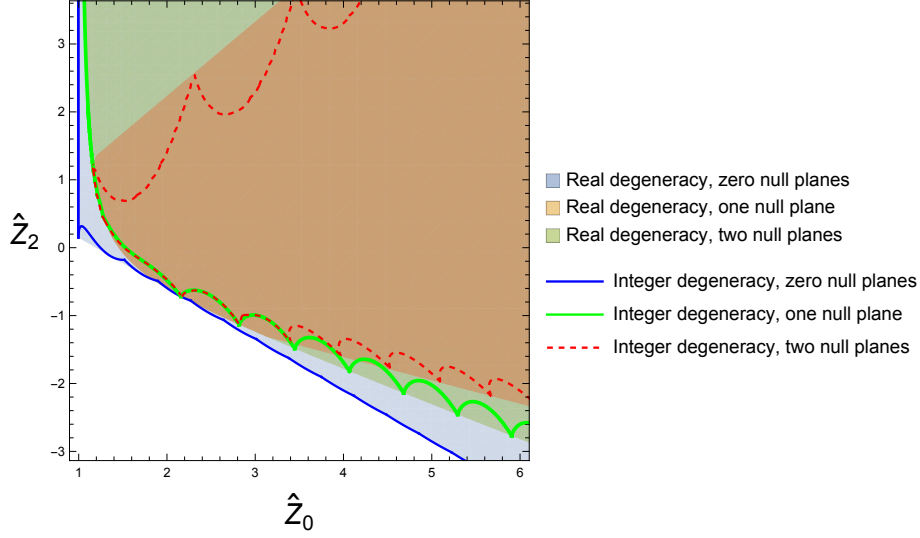 3
2
1
0
−1
−2
−3
1
2
3
4
5
6
Ẑ2
Ẑ0
Real degeneracy, zero null planes
Real degeneracy, one null plane
Real degeneracy, two null planes
Integer degeneracy, zero null planes
Integer degeneracy, one null plane
Integer degeneracy, two null planes